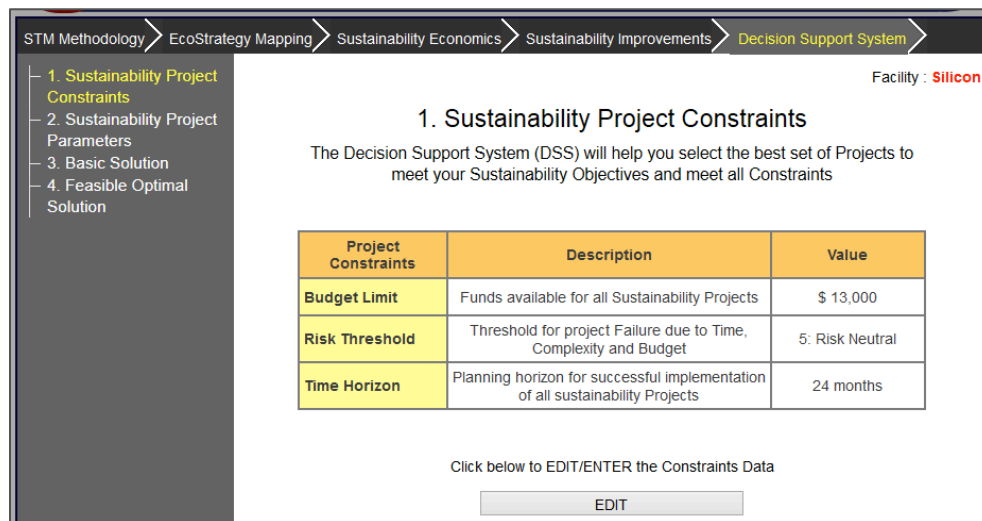 STM Methodology EcoStrategy Mapping Sustainability Economics Sustainability Improvements Decision Support System
1. Sustainability Project
Constraints
2. Sustainability Project
Parameters
3. Basic Solution
4. Feasible Optimal
Solution
Facility : Silicon
1. Sustainability Project Constraints
The Decision Support System (DSS) will help you select the best set of Projects to
meet your Sustainability Objectives and meet all Constraints
Project
Constraints
Description
Value
Budget Limit
Funds available for all Sustainability Projects
$ 13,000
Risk Threshold
Threshold for project Failure due to Time,
Complexity and Budget
5: Risk Neutral
Time Horizon
Planning horizon for successful implementation
of all sustainability Projects
24 months
Click below to EDIT/ENTER the Constraints Data
EDIT